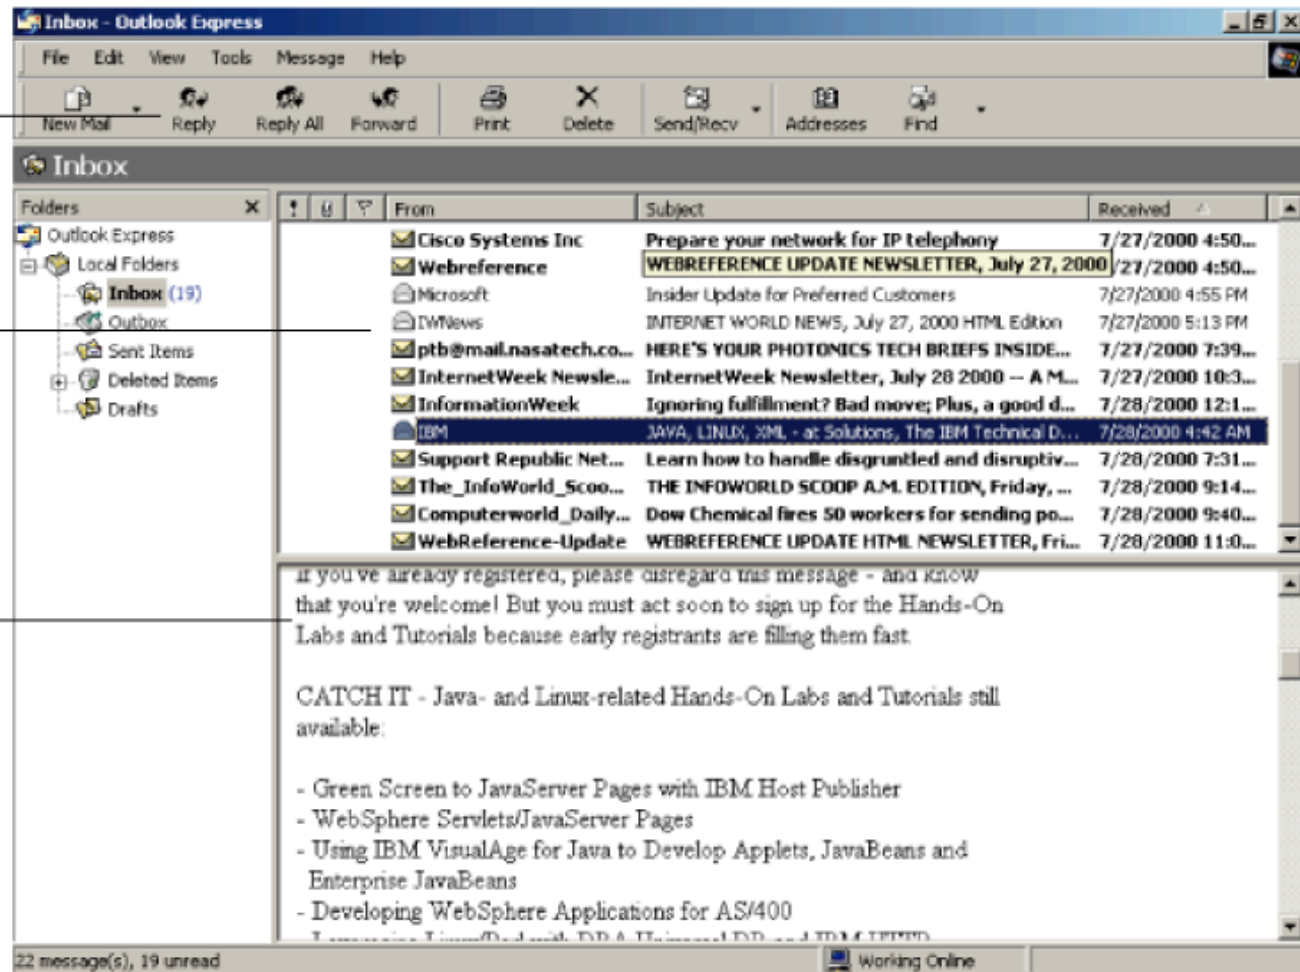 Inbox - Outlook Express
File Edit View Tools Message Help
New Mail Reply Reply All Forward Print Delete Send/Recv Addresses Find
Inbox
Folders
Outlook Express
Local Folders
Inbox (19)
Outbox
Sent Items
Deleted Items
Drafts
! From Subject Received
Cisco Systems Inc Prepare your network for IP telephony 7/27/2000 4:50...
Webreference WEBREFERENCE UPDATE NEWSLETTER, July 27, 2000 /27/2000 4:50...
Microsoft Insider Update for Preferred Customers 7/27/2000 4:55 PM
IWNews INTERNET WORLD NEWS, July 27, 2000 HTML Edition 7/27/2000 5:13 PM
ptb@mail.nasatech.co... HERE'S YOUR PHOTONICS TECH BRIEFS INSIDE... 7/27/2000 7:39...
InternetWeek Newsle... InternetWeek Newsletter, July 28 2000 -- A M... 7/27/2000 10:3...
InformationWeek Ignoring fulfillment? Bad move; Plus, a good d... 7/28/2000 12:1...
IBM JAVA, LINUX, XML - at Solutions, The IBM Technical D... 7/28/2000 4:42 AM
Support Republic Net... Learn how to handle disgruntled and disruptiv... 7/28/2000 7:31...
The_InfoWorld_Scoo... THE INFOWORLD SCOOP A.M. EDITION, Friday, ... 7/28/2000 9:14...
Computerworld_Daily... Dow Chemical fires 50 workers for sending po... 7/28/2000 9:40...
WebReference-Update WEBREFERENCE UPDATE HTML NEWSLETTER, Fri... 7/28/2000 11:0...
If you've already registered, please disregard this message - and know
that you're welcome! But you must act soon to sign up for the Hands-On
Labs and Tutorials because early registrants are filling them fast.
CATCH IT - Java- and Linux-related Hands-On Labs and Tutorials still
available:
- Green Screen to JavaServer Pages with IBM Host Publisher
- WebSphere Servlets/JavaServer Pages
- Using IBM VisualAge for Java to Develop Applets, JavaBeans and
Enterprise JavaBeans
- Developing WebSphere Applications for AS/400
22 message(s), 19 unread
Working Online